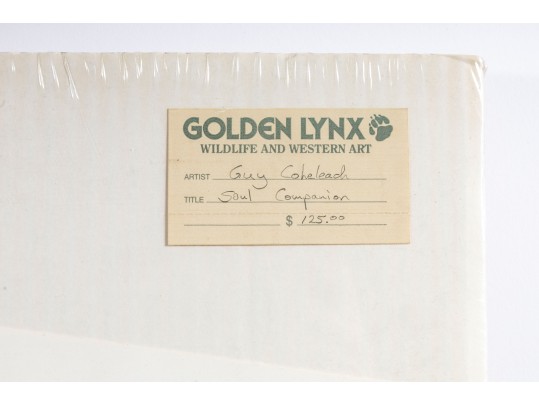 GOLDEN LYNX
WILDLIFE AND WESTERN ART
ARTIST Guy Coheleach
TITLE Soul Companion
$ 125.00